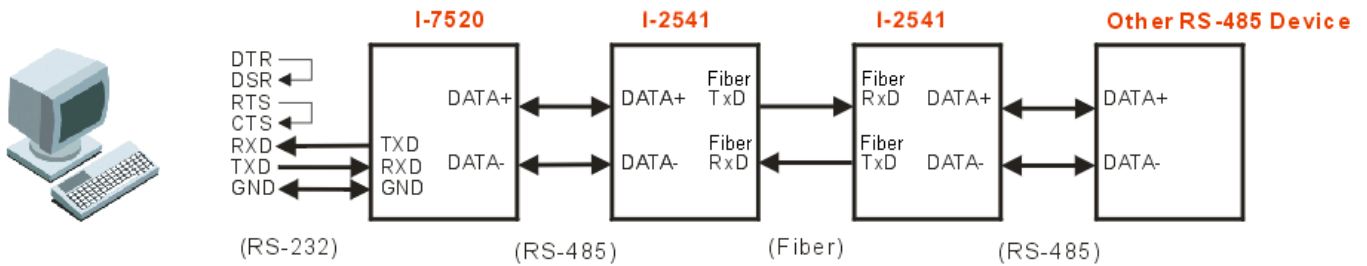 I-7520 I-2541 I-2541 Other RS-485 Device
DTR
DSR
RTS
CTS
RXD
TXD
GND
TXD
RXD
GND
DATA+
DATA-
DATA+
DATA-
Fiber
TxD
Fiber
RxD
Fiber
RxD
Fiber
TxD
DATA+
DATA-
DATA+
DATA-
(RS-232) (RS-485) (Fiber) (RS-485)